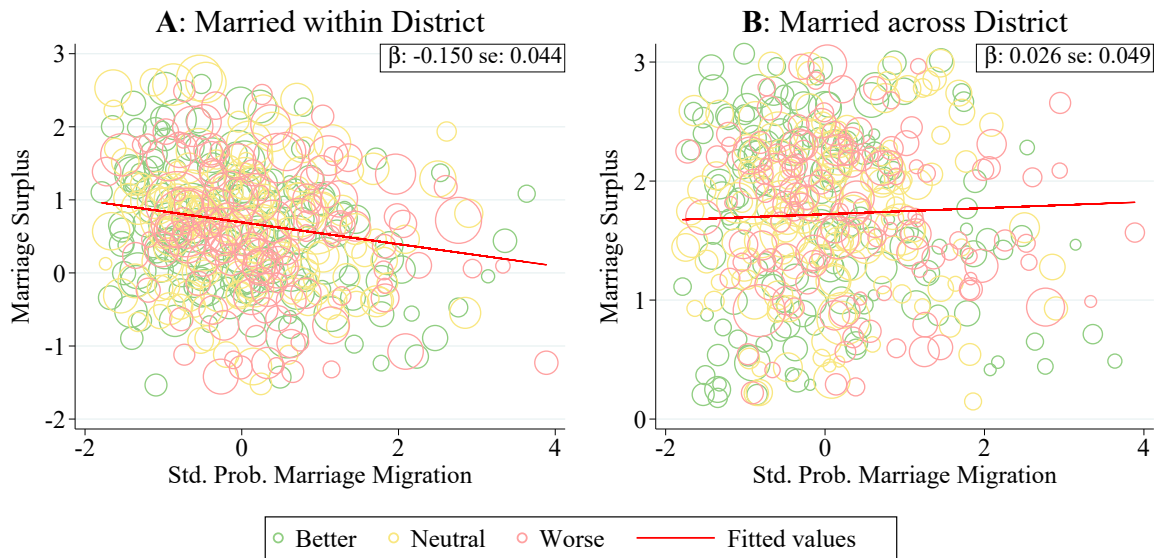 A: Married within District
β: -0.150 se: 0.044
3
2
1
0
-1
-2
Marriage Surplus
-2
0
2
4
Std. Prob. Marriage Migration
B: Married across District
β: 0.026 se: 0.049
3
2
1
0
Marriage Surplus
-2
0
2
4
Std. Prob. Marriage Migration
Better Neutral Worse Fitted values